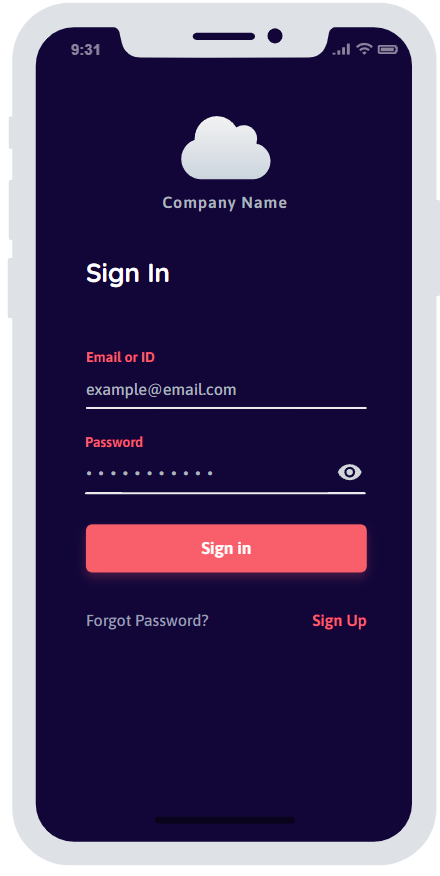 9:31
Company Name
Sign In
Email or ID
example@email.com
Password
Sign in
Forgot Password? Sign Up